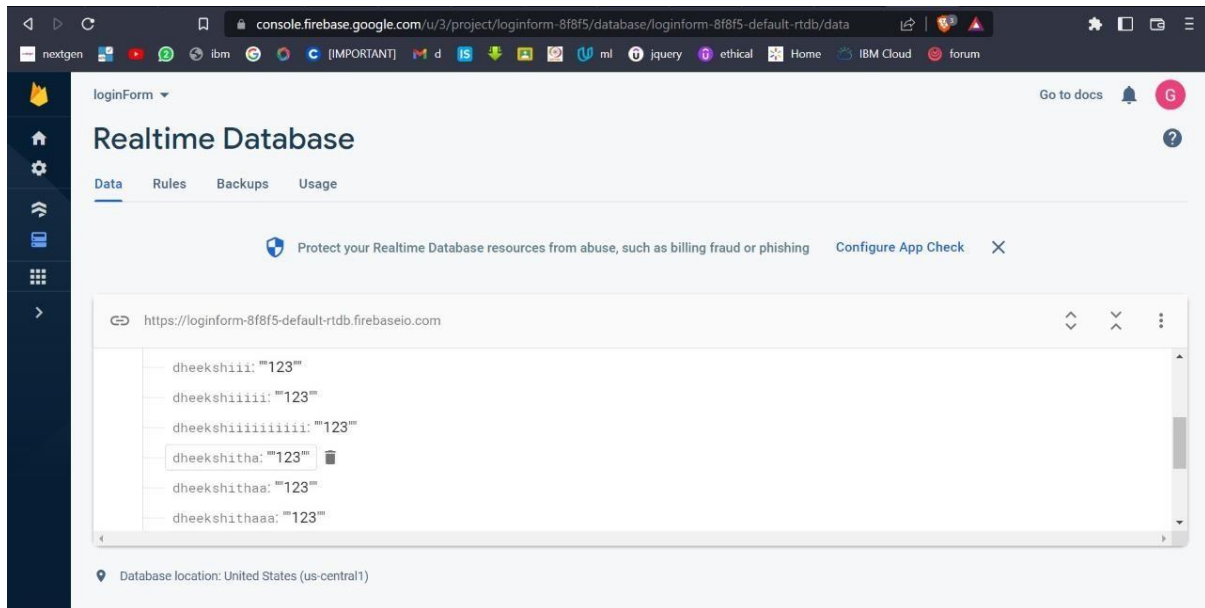 console.firebase.google.com/u/3/project/loginform-8f8f5/database/loginform-8f8f5-default-rtdb/data
nextgen 2 ibm G C [IMPORTANT] M d IS ml jquery ethical Home IBM Cloud forum
loginForm Go to docs G
Realtime Database ?
Data Rules Backups Usage
Protect your Realtime Database resources from abuse, such as billing fraud or phishing Configure App Check
https://loginform-8f8f5-default-rtdb.firebaseio.com
dheekshiii: ""123""
dheekshiiiii: ""123""
dheekshiiiiiiiiii: ""123""
dheekshitha: ""123""
dheekshithaa: ""123""
dheekshithaaa: ""123""
Database location: United States (us-central1)